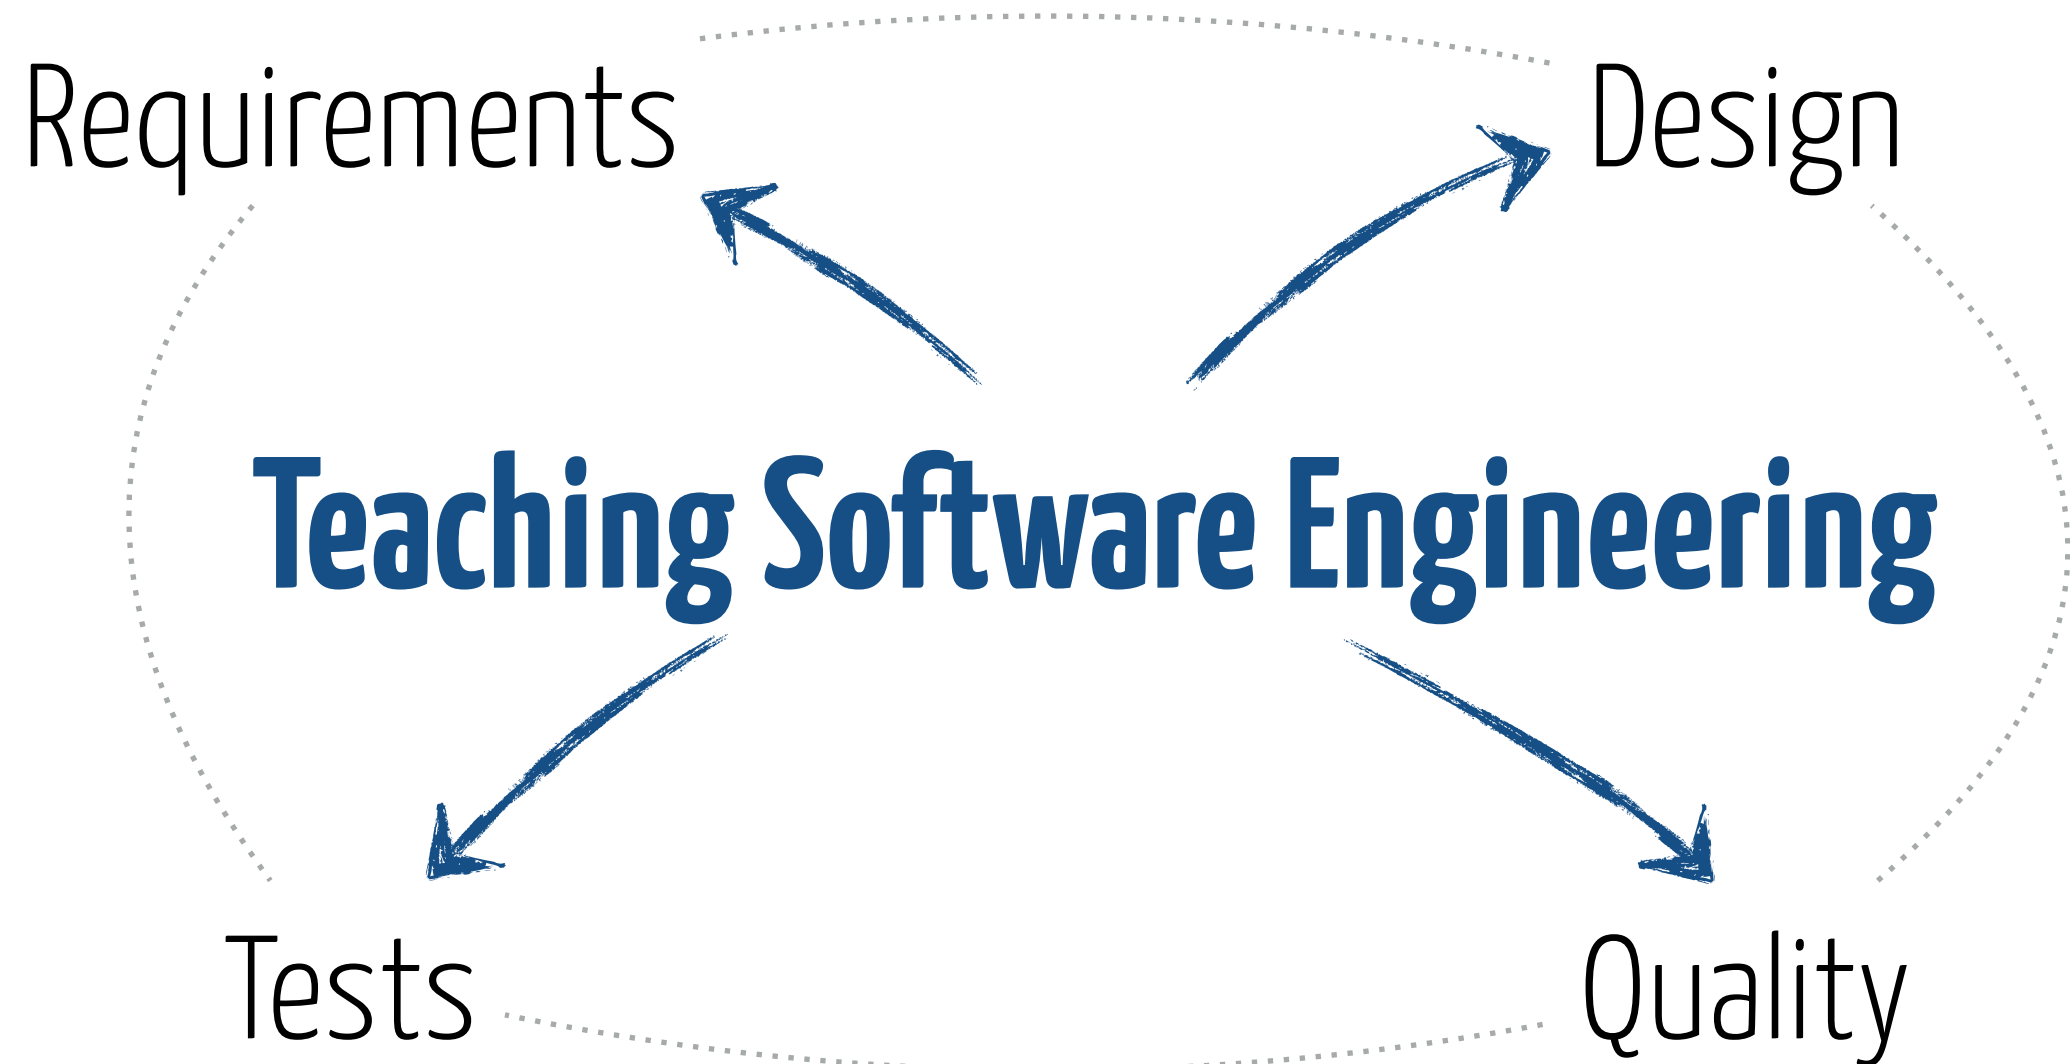 Requirements
Design
Teaching Software Engineering
Tests
Quality